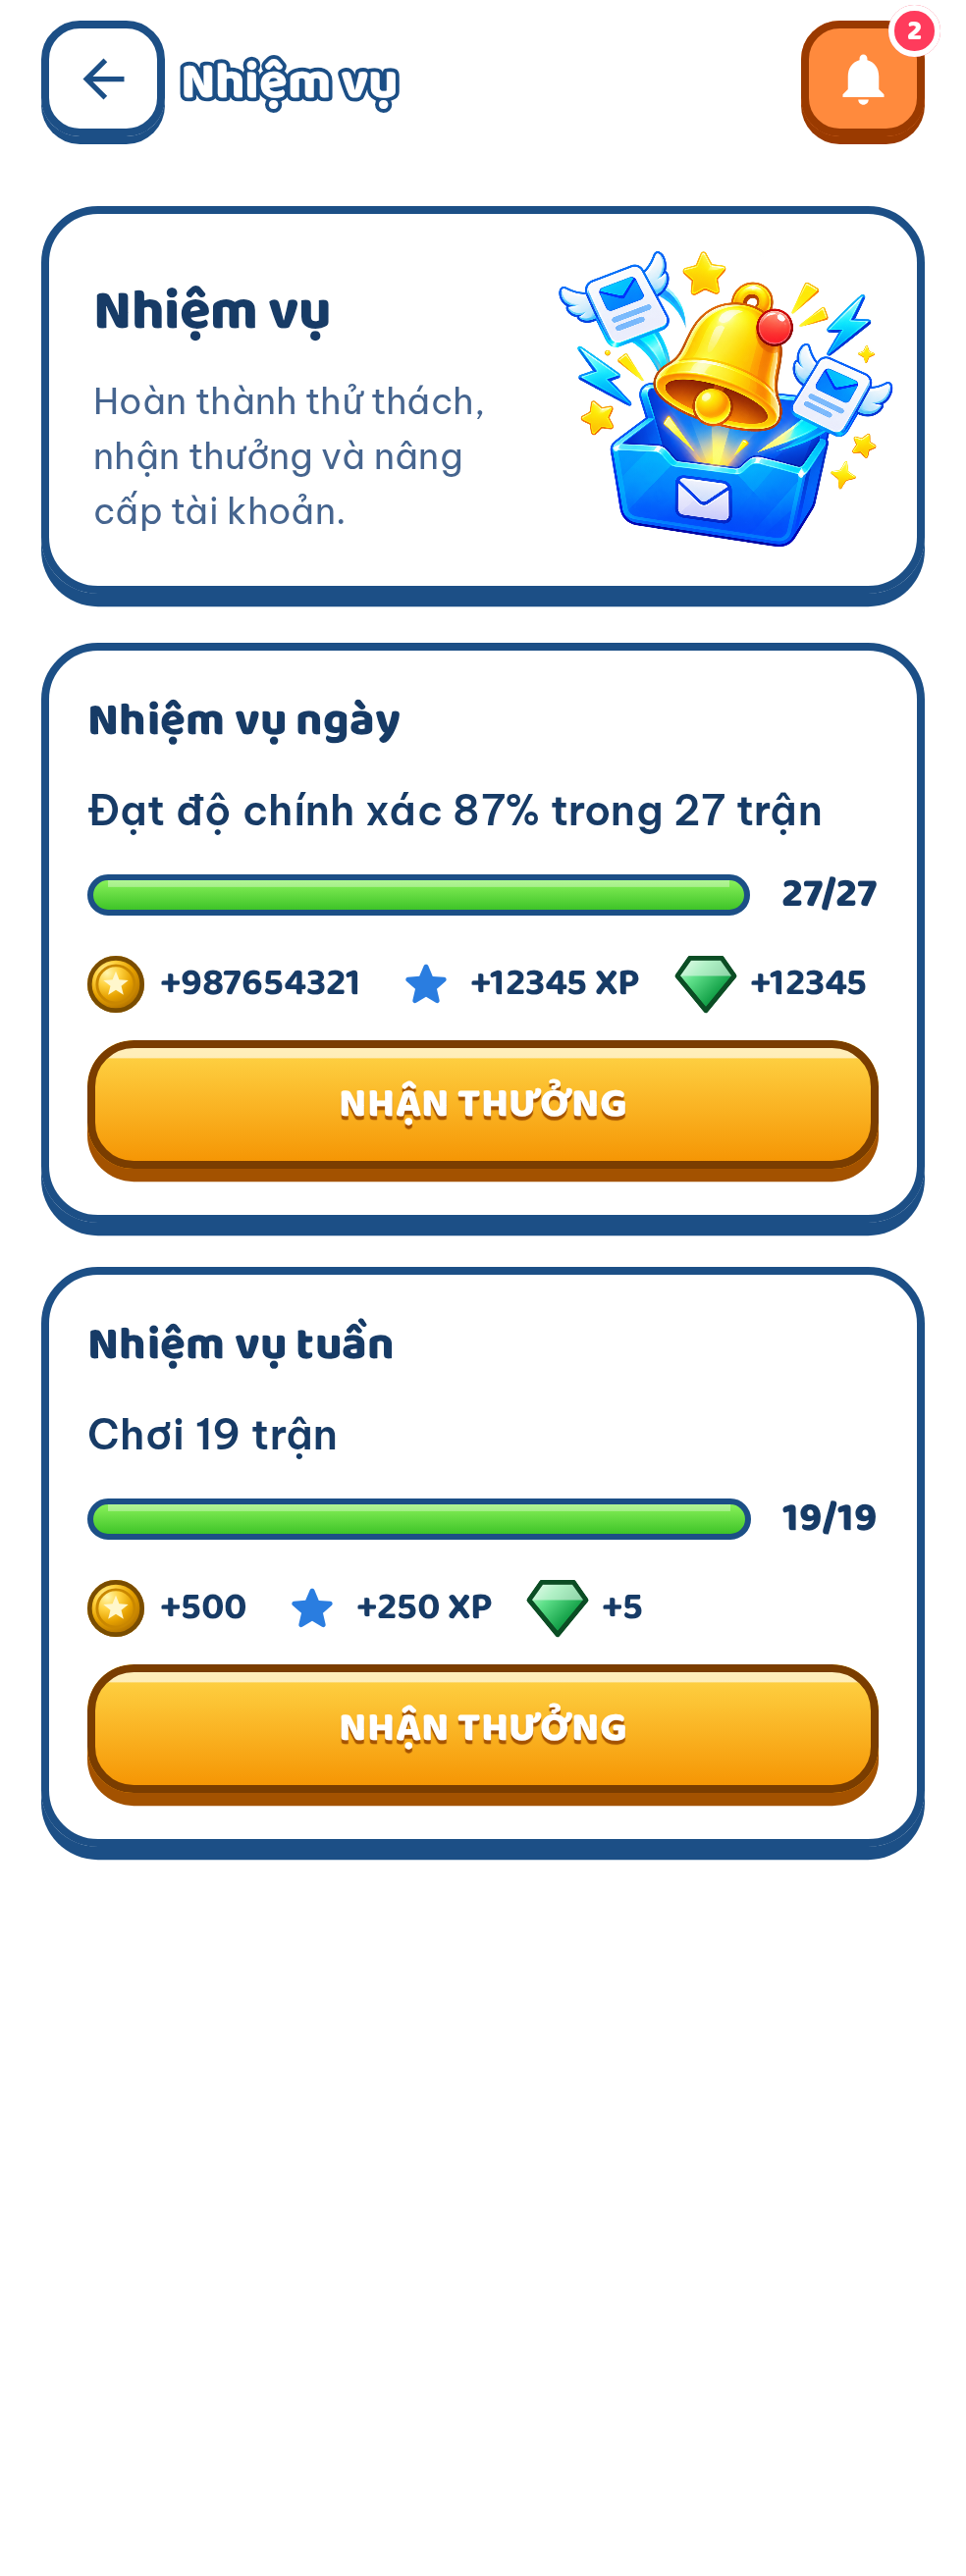 Nhiệm vụ
2
Nhiệm vụ
Hoàn thành thử thách,
nhận thưởng và nâng
cấp tài khoản.
Nhiệm vụ ngày
Đạt độ chính xác 87% trong 27 trận
27/27
+987654321 +12345 XP +12345
NHẬN THƯỞNG
Nhiệm vụ tuần
Chơi 19 trận
19/19
+500 +250 XP +5
NHẬN THƯỞNG